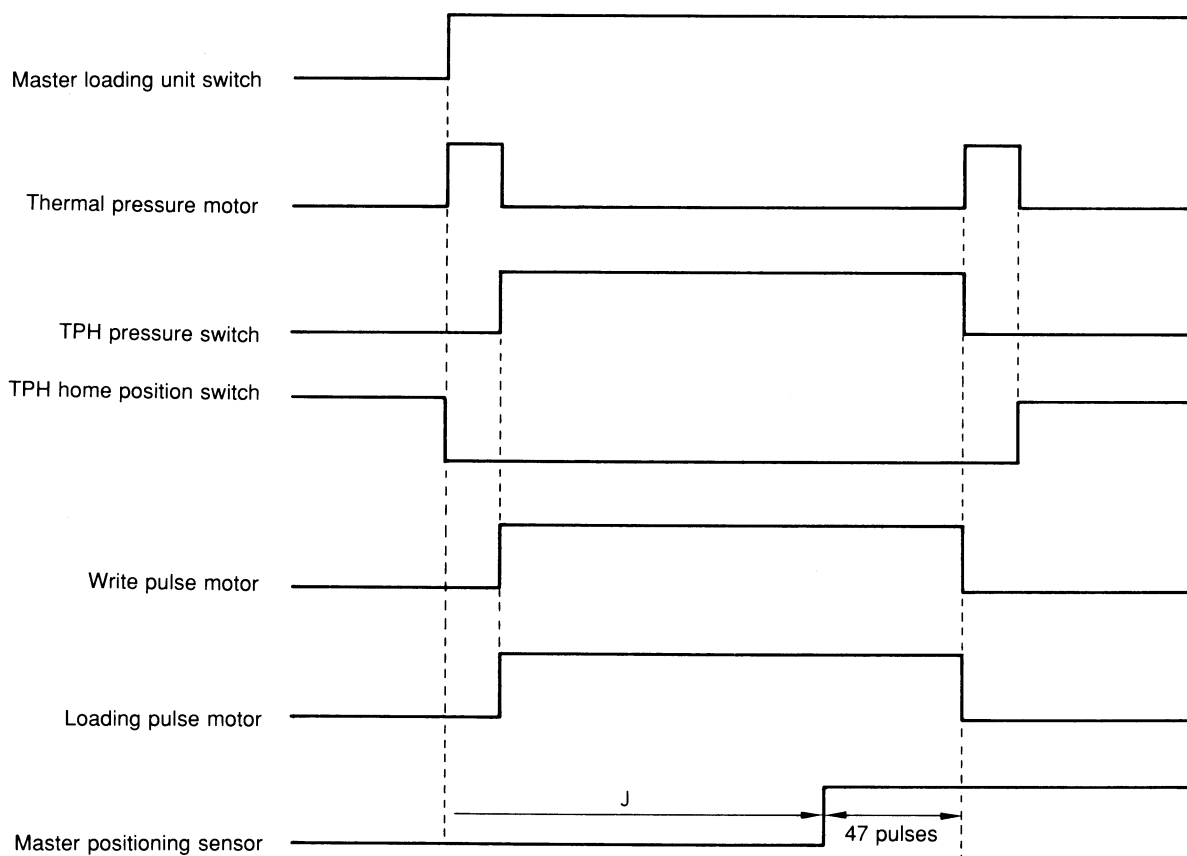 Master loading unit switch
Thermal pressure motor
TPH pressure switch
TPH home position switch
Write pulse motor
Loading pulse motor
J
47 pulses
Master positioning sensor